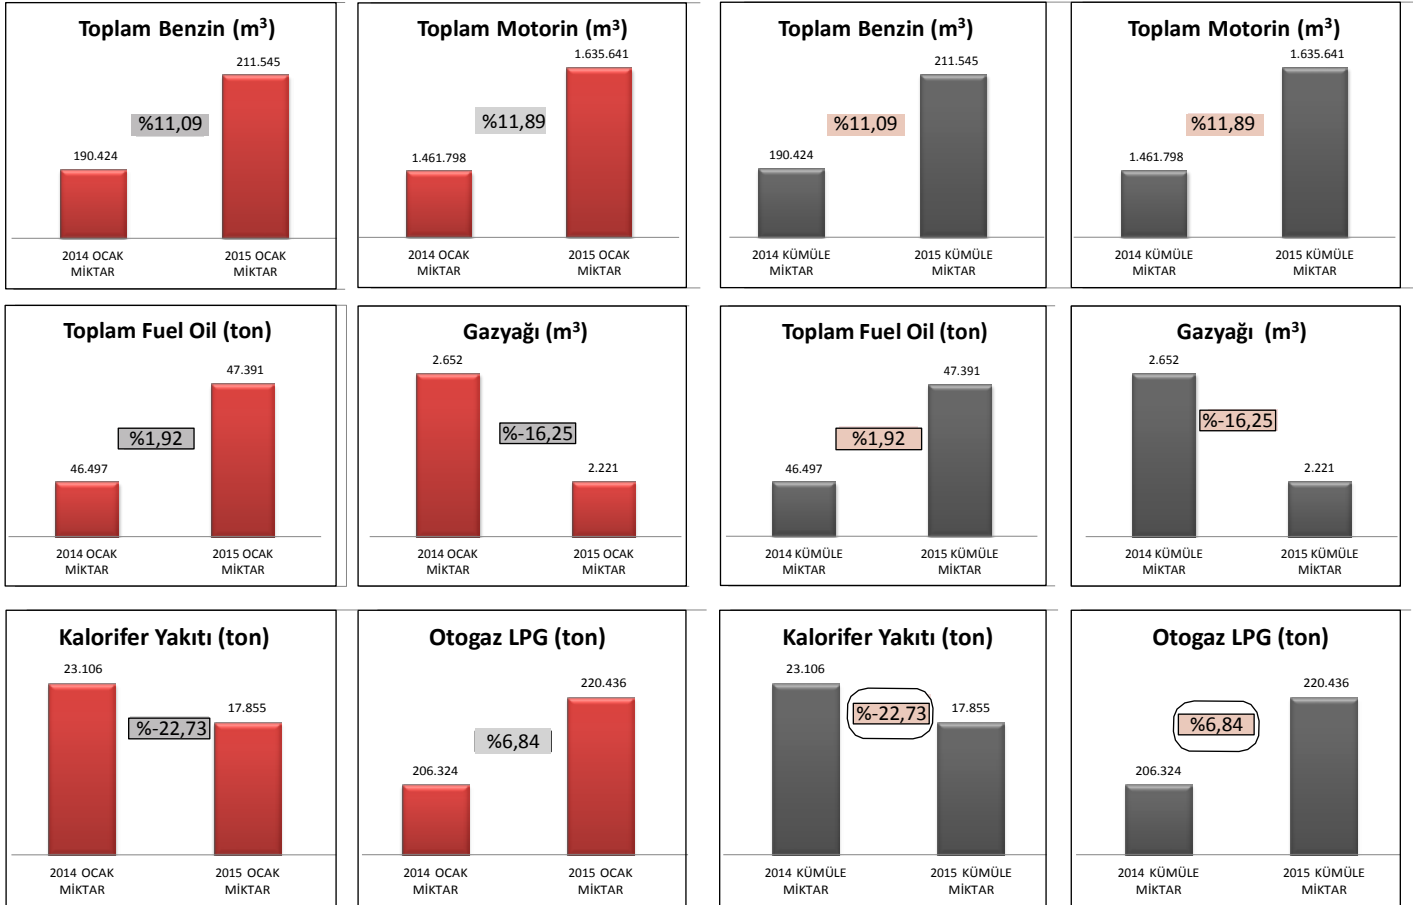 Toplam Benzin (m³)
211.545
%11,09
190.424
2014 OCAK
MİKTAR
2015 OCAK
MİKTAR
Toplam Motorin (m³)
1.635.641
%11,89
1.461.798
2014 OCAK
MİKTAR
2015 OCAK
MİKTAR
Toplam Benzin (m³)
211.545
%11,09
190.424
2014 KÜMÜLE
MİKTAR
2015 KÜMÜLE
MİKTAR
Toplam Motorin (m³)
1.635.641
%11,89
1.461.798
2014 KÜMÜLE
MİKTAR
2015 KÜMÜLE
MİKTAR
Toplam Fuel Oil (ton)
47.391
%1,92
46.497
2014 OCAK
MİKTAR
2015 OCAK
MİKTAR
Gazyağı (m³)
2.652
%-16,25
2.221
2014 OCAK
MİKTAR
2015 OCAK
MİKTAR
Toplam Fuel Oil (ton)
47.391
%1,92
46.497
2014 KÜMÜLE
MİKTAR
2015 KÜMÜLE
MİKTAR
Gazyağı (m³)
2.652
%-16,25
2.221
2014 KÜMÜLE
MİKTAR
2015 KÜMÜLE
MİKTAR
Kalorifer Yakıtı (ton)
23.106
17.855
%-22,73
2014 OCAK
MİKTAR
2015 OCAK
MİKTAR
Otogaz LPG (ton)
220.436
%6,84
206.324
2014 OCAK
MİKTAR
2015 OCAK
MİKTAR
Kalorifer Yakıtı (ton)
23.106
%-22,73
17.855
2014 KÜMÜLE
MİKTAR
2015 KÜMÜLE
MİKTAR
Otogaz LPG (ton)
220.436
%6,84
206.324
2014 KÜMÜLE
MİKTAR
2015 KÜMÜLE
MİKTAR